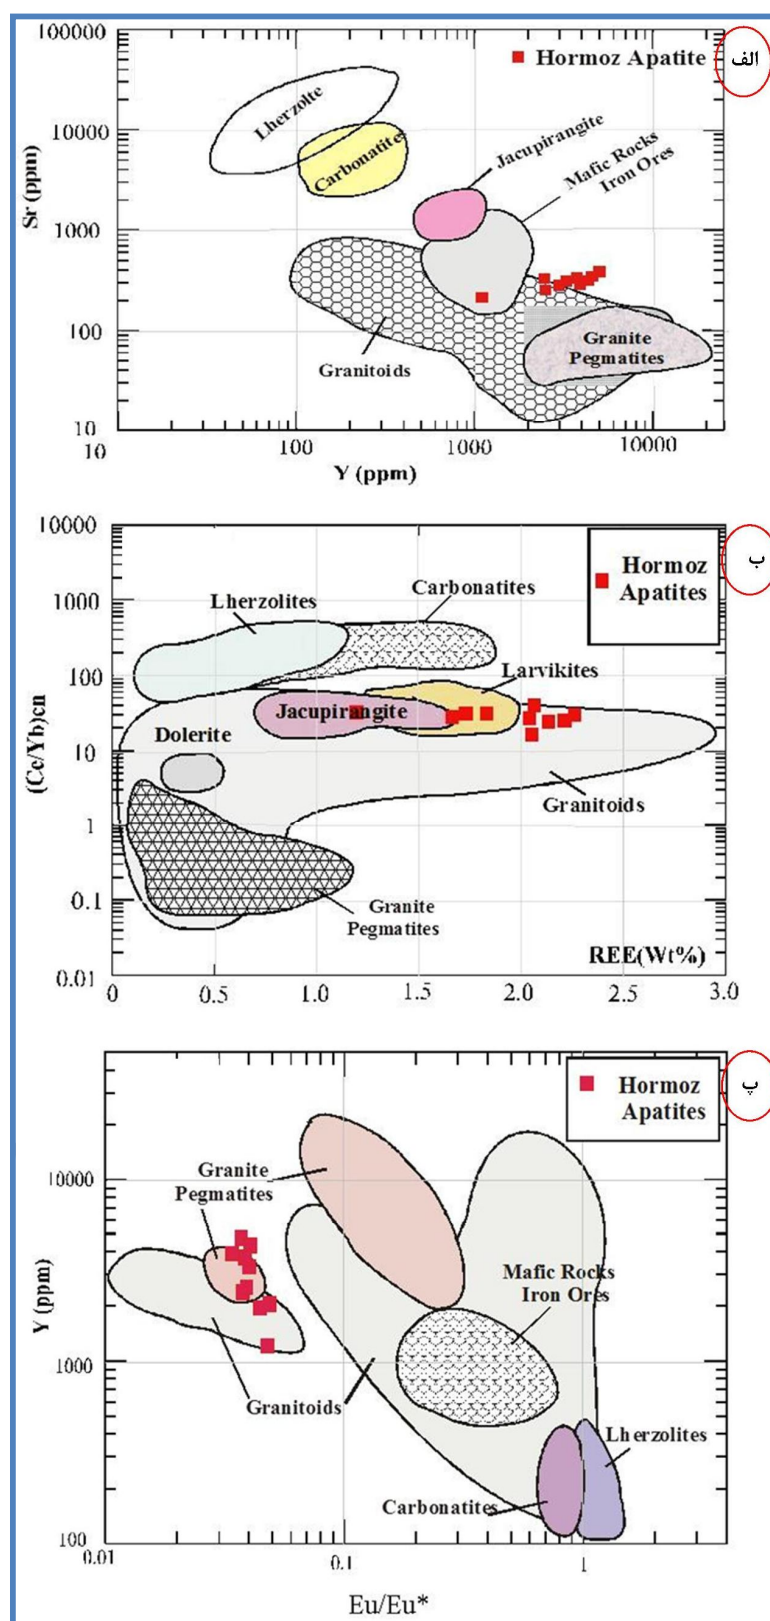 100000
10000
1000
100
10
Sr (ppm)
Hormoz Apatite
الف
Lherzolte
Carbonatite
Jacupirangite
Mafic Rocks
Iron Ores
Granitoids
Granite
Pegmatites
10
100
1000
10000
Y (ppm)
10000
1000
100
10
1
0.1
0.01
(Cc/Yb)cn
Hormoz
Apatites
ب
Lherzolites
Carbonatites
Larvikites
Jacupirangite
Dolerite
Granitoids
Granite
Pegmatites
REE(Wt%)
0
0.5
1.0
1.5
2.0
2.5
3.0
10000
1000
100
Y (ppm)
Hormoz
Apatites
پ
Granite
Pegmatites
Mafic Rocks
Iron Ores
Granitoids
Lherzolites
Carbonatites
0.01
0.1
1
Eu/Eu*